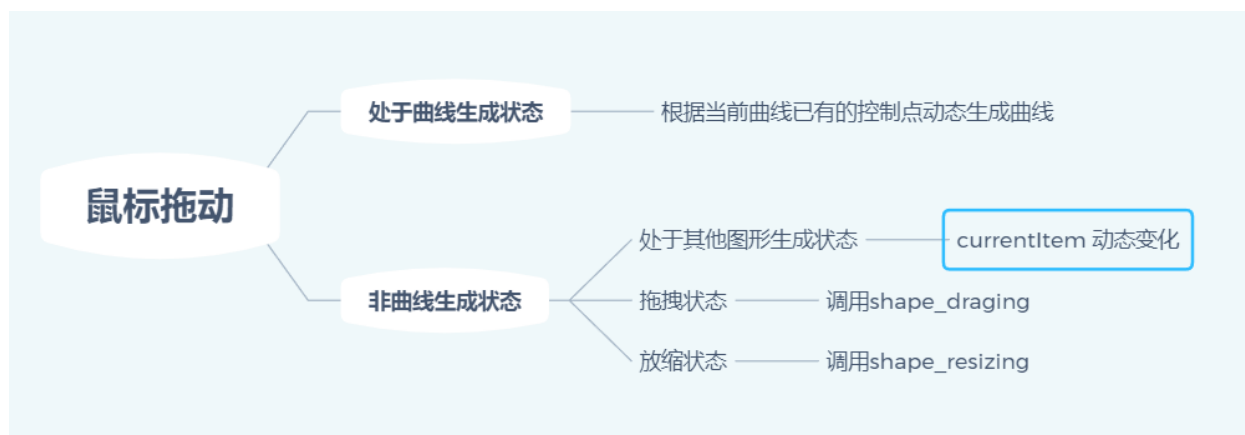 鼠标拖动
处于曲线生成状态
根据当前曲线已有的控制点动态生成曲线
非曲线生成状态
处于其他图形生成状态
currentItem 动态变化
拖拽状态
调用shape_draging
放缩状态
调用shape_resizing